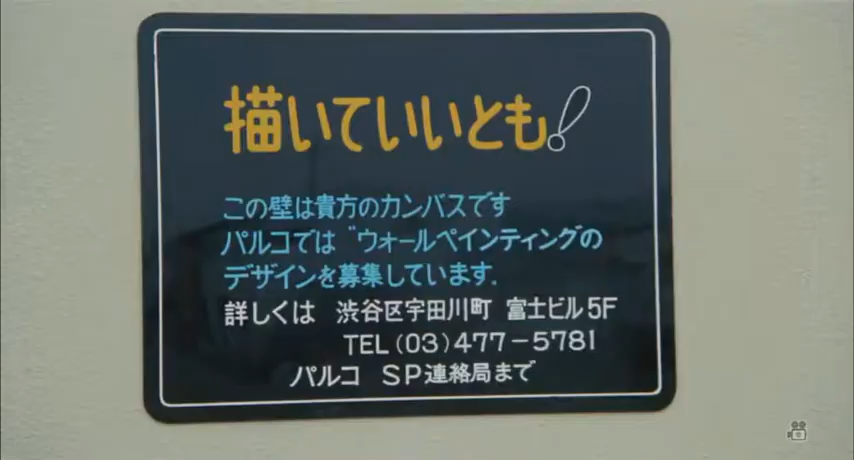 描いていいとも!
この壁は貴方のカンバスです
パルコでは〝ウォールペインティングの
デザインを募集しています.
詳しくは 渋谷区宇田川町 富士ビル5F
TEL(03)477-5781
パルコ SP連絡局まで